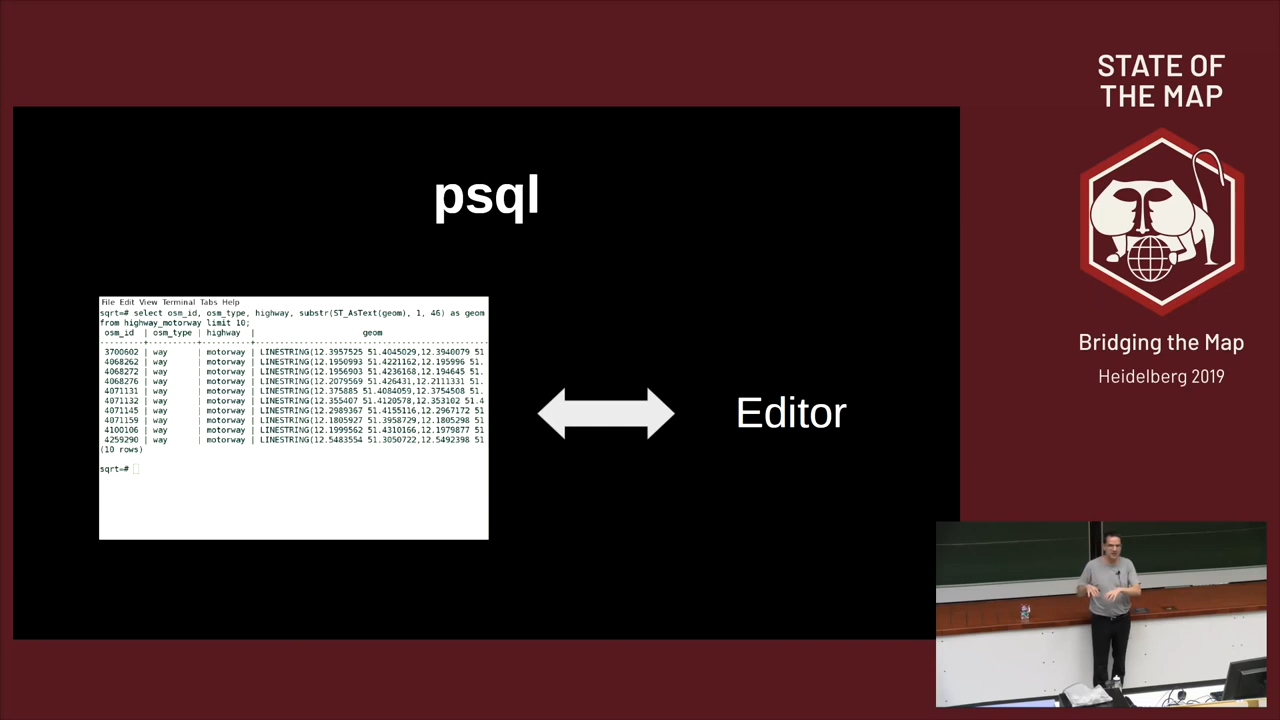 STATE OF
THE MAP
Bridging the Map
Heidelberg 2019
psql
File Edit View Terminal Tabs Help
sqrt=# select osm_id, osm_type, highway, substr(ST_AsText(geom), 1, 46) as geom
from highway_motorway limit 10;
osm_id | osm_type | highway | geom
---------+----------+----------+------------------------------------------------
3700602 | way | motorway | LINESTRING(12.3957525 51.4045029,12.3940079 51
4068262 | way | motorway | LINESTRING(12.1950993 51.4221162,12.195996 51.
4068272 | way | motorway | LINESTRING(12.1956903 51.4236168,12.194645 51.
4068276 | way | motorway | LINESTRING(12.2079569 51.426431,12.2111331 51.
4071131 | way | motorway | LINESTRING(12.375885 51.4084059,12.3754508 51.
4071132 | way | motorway | LINESTRING(12.355407 51.4120578,12.353102 51.4
4071145 | way | motorway | LINESTRING(12.2989367 51.4155116,12.2967172 51
4071159 | way | motorway | LINESTRING(12.1805927 51.3958729,12.1805298 51
4100106 | way | motorway | LINESTRING(12.1999562 51.4310166,12.1979877 51
4259290 | way | motorway | LINESTRING(12.5483554 51.3050722,12.5492398 51
(10 rows)
sqrt=#
Editor